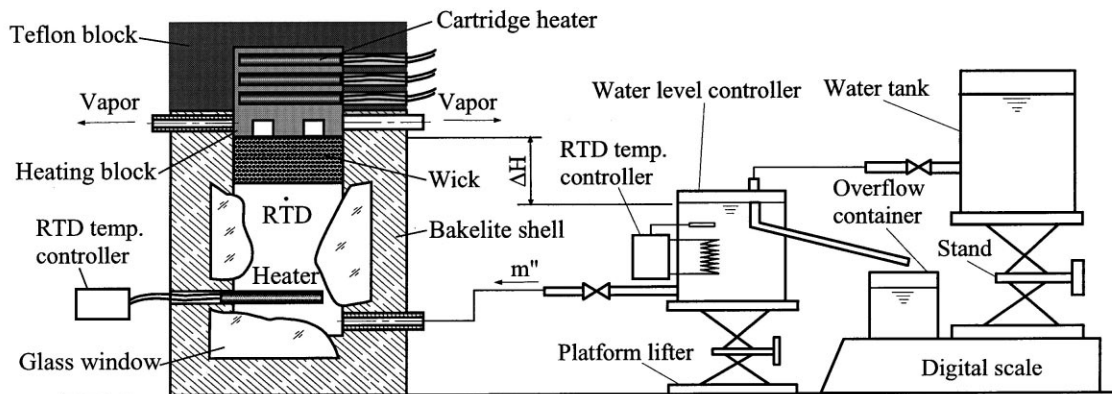 Teflon block
Cartridge heater
Vapor
Vapor
Water level controller
Water tank
Heating block
Wick
ΔH
RTD temp.
controller
Overflow
container
RTD
RTD temp.
controller
Bakelite shell
Heater
m"
Stand
Glass window
Platform lifter
Digital scale